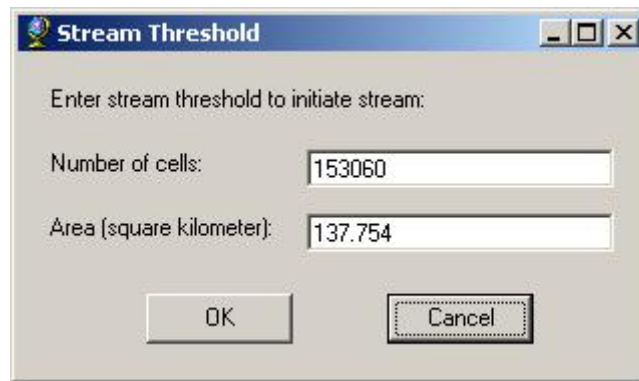 Stream Threshold
Enter stream threshold to initiate stream:
Number of cells: 153060
Area (square kilometer): 137.754
OK Cancel